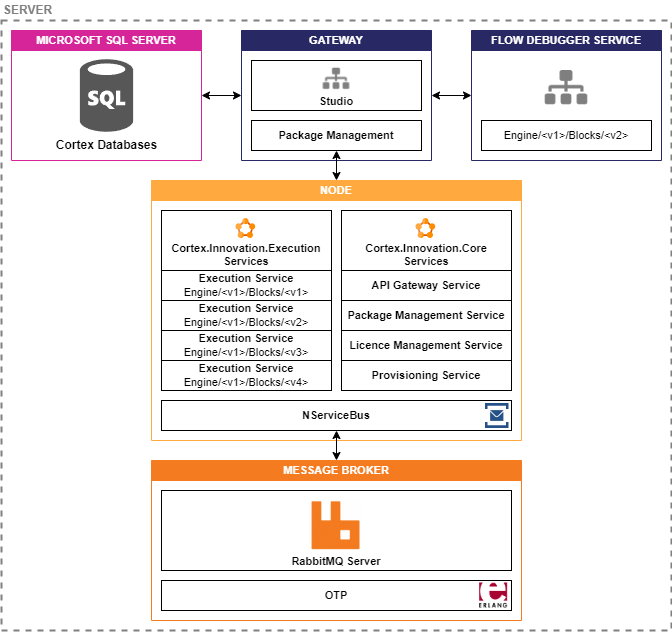 SERVER
MICROSOFT SQL SERVER
SQL
Cortex Databases
GATEWAY
Studio
Package Management
FLOW DEBUGGER SERVICE
Engine/<v1>/Blocks/<v2>
NODE
Cortex.Innovation.Execution
Services
Execution Service
Engine/<v1>/Blocks/<v1>
Execution Service
Engine/<v1>/Blocks/<v2>
Execution Service
Engine/<v1>/Blocks/<v3>
Execution Service
Engine/<v1>/Blocks/<v4>
Cortex.Innovation.Core
Services
API Gateway Service
Package Management Service
Licence Management Service
Provisioning Service
NServiceBus
MESSAGE BROKER
RabbitMQ Server
OTP
ERLANG